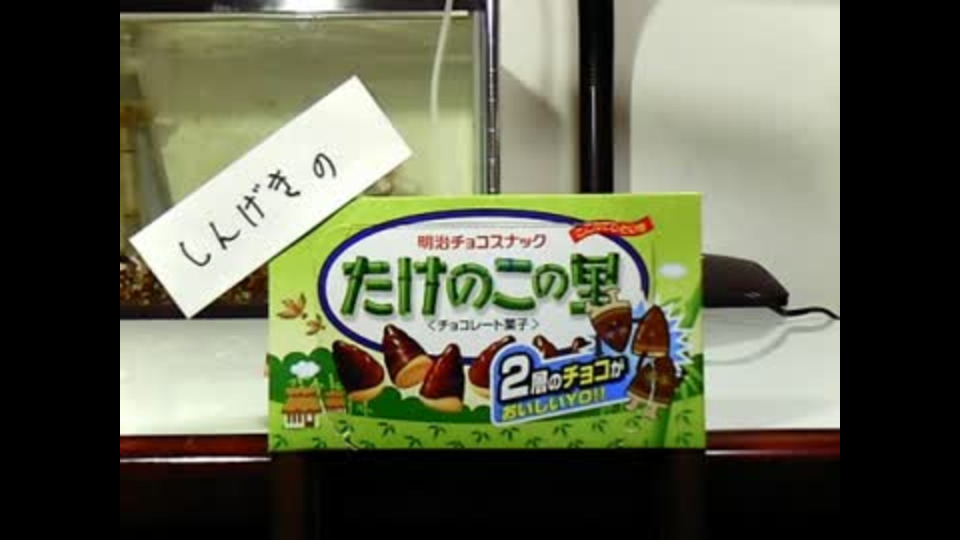 しんげきの
明治チョコスナック
たけのこの里
<チョコレート菓子>
2層のチョコが
おいしいYO!!